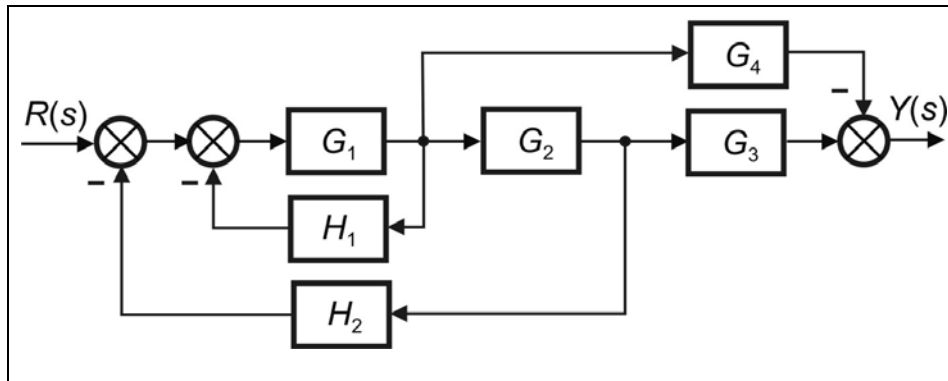 G₄
R(s)
−
Y(s)
G₁
G₂
G₃
−
−
H₁
H₂